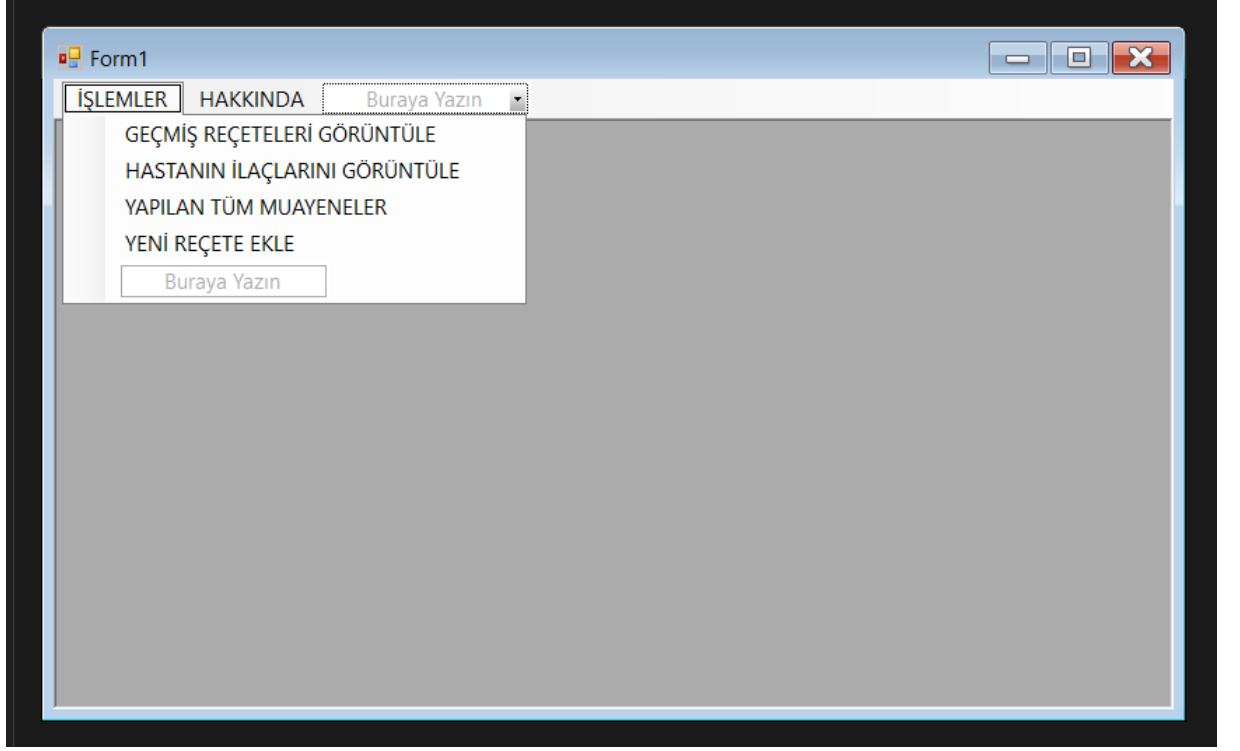 Form1
İŞLEMLER HAKKINDA Buraya Yazın
GEÇMİŞ REÇETELERİ GÖRÜNTÜLE
HASTANIN İLAÇLARINI GÖRÜNTÜLE
YAPILAN TÜM MUAYENELER
YENİ REÇETE EKLE
Buraya Yazın